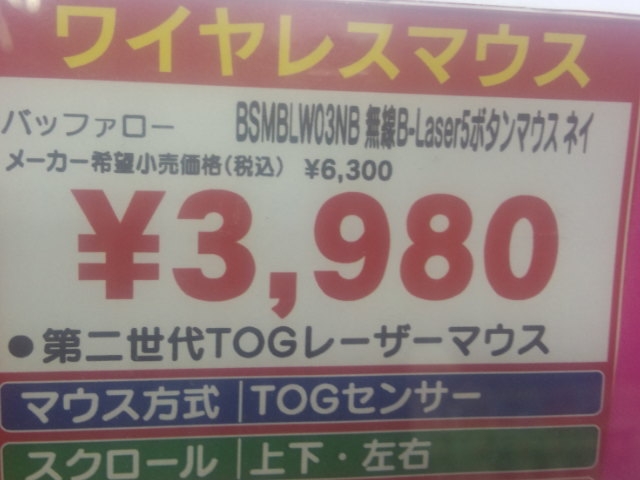 ワイヤレスマウス
バッファロー BSMBLW03NB 無線B-Laser5ボタンマウス ネイ
メーカー希望小売価格(税込) ¥6,300
¥3,980
●第二世代TOGレーザーマウス
マウス方式 TOGセンサー
スクロール 上下・左右